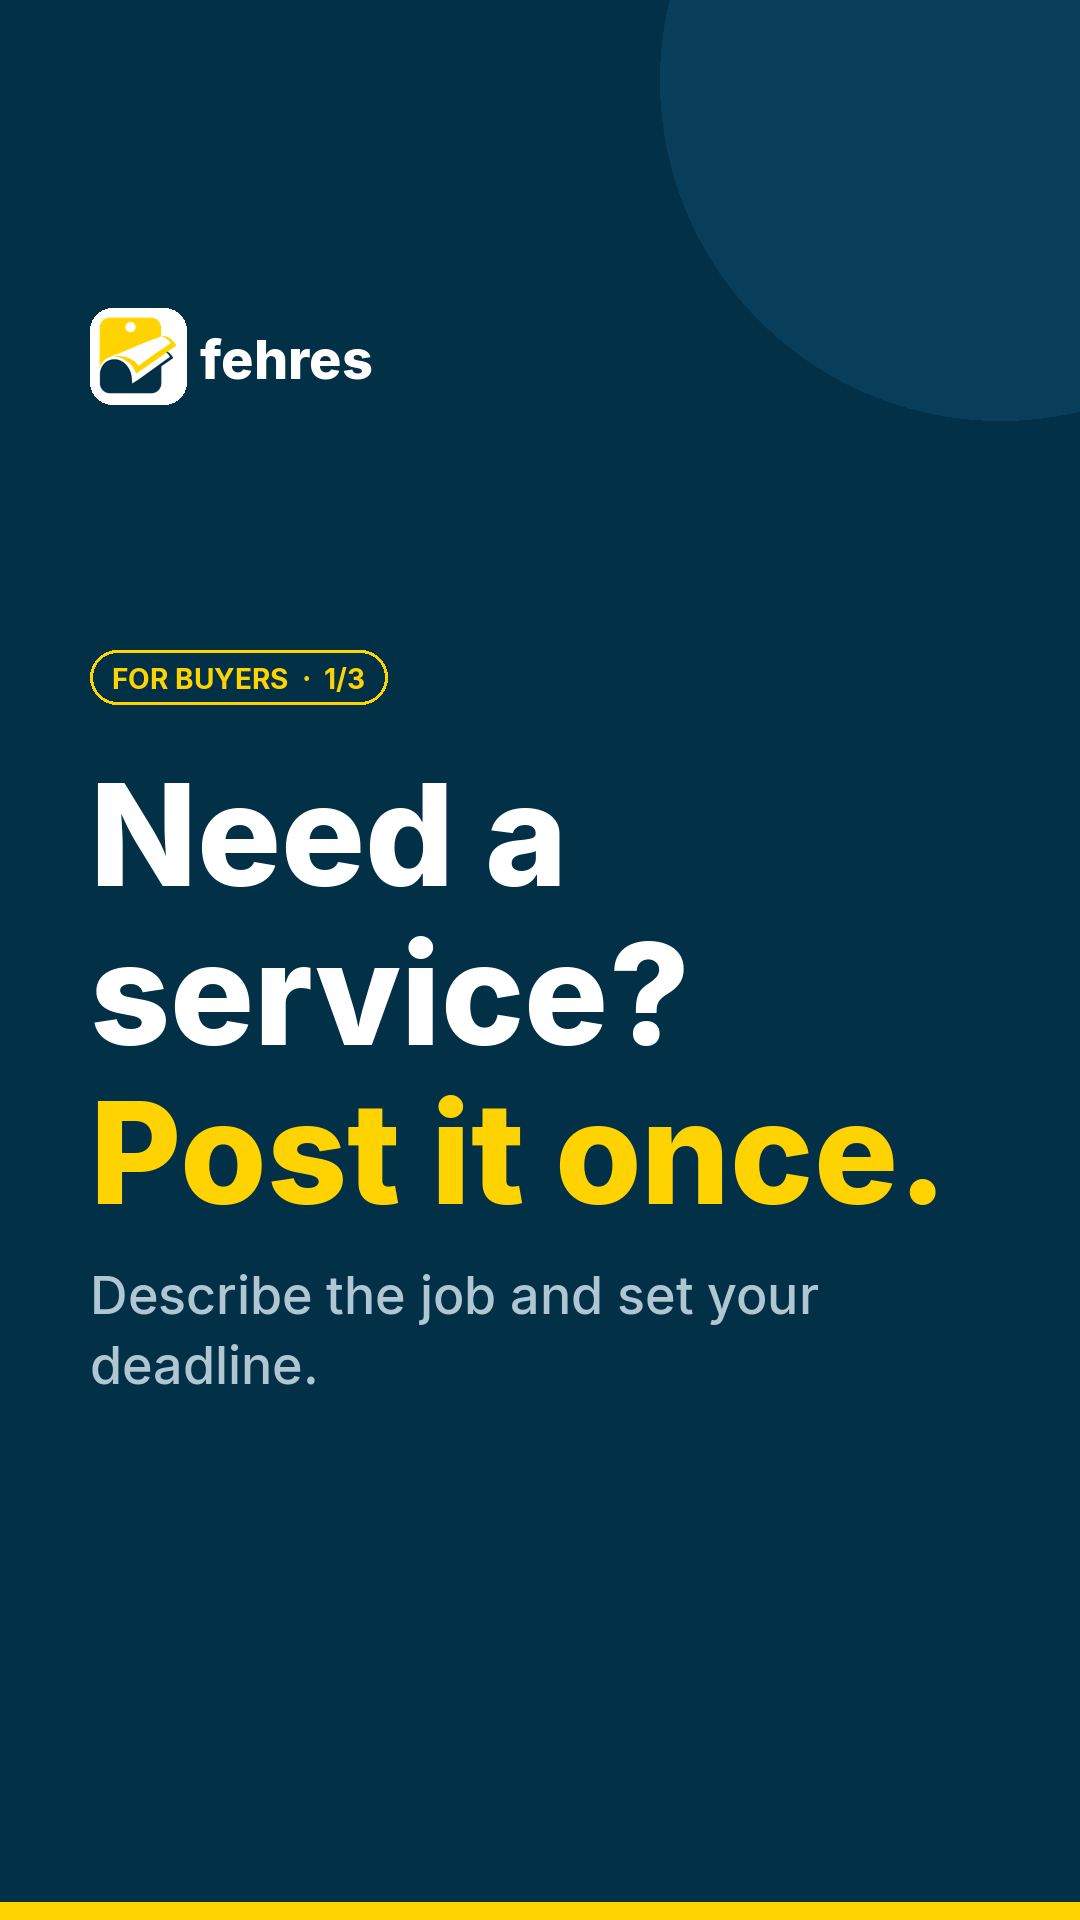 fehres
FOR BUYERS · 1/3
Need a
service?
Post it once.
Describe the job and set your
deadline.